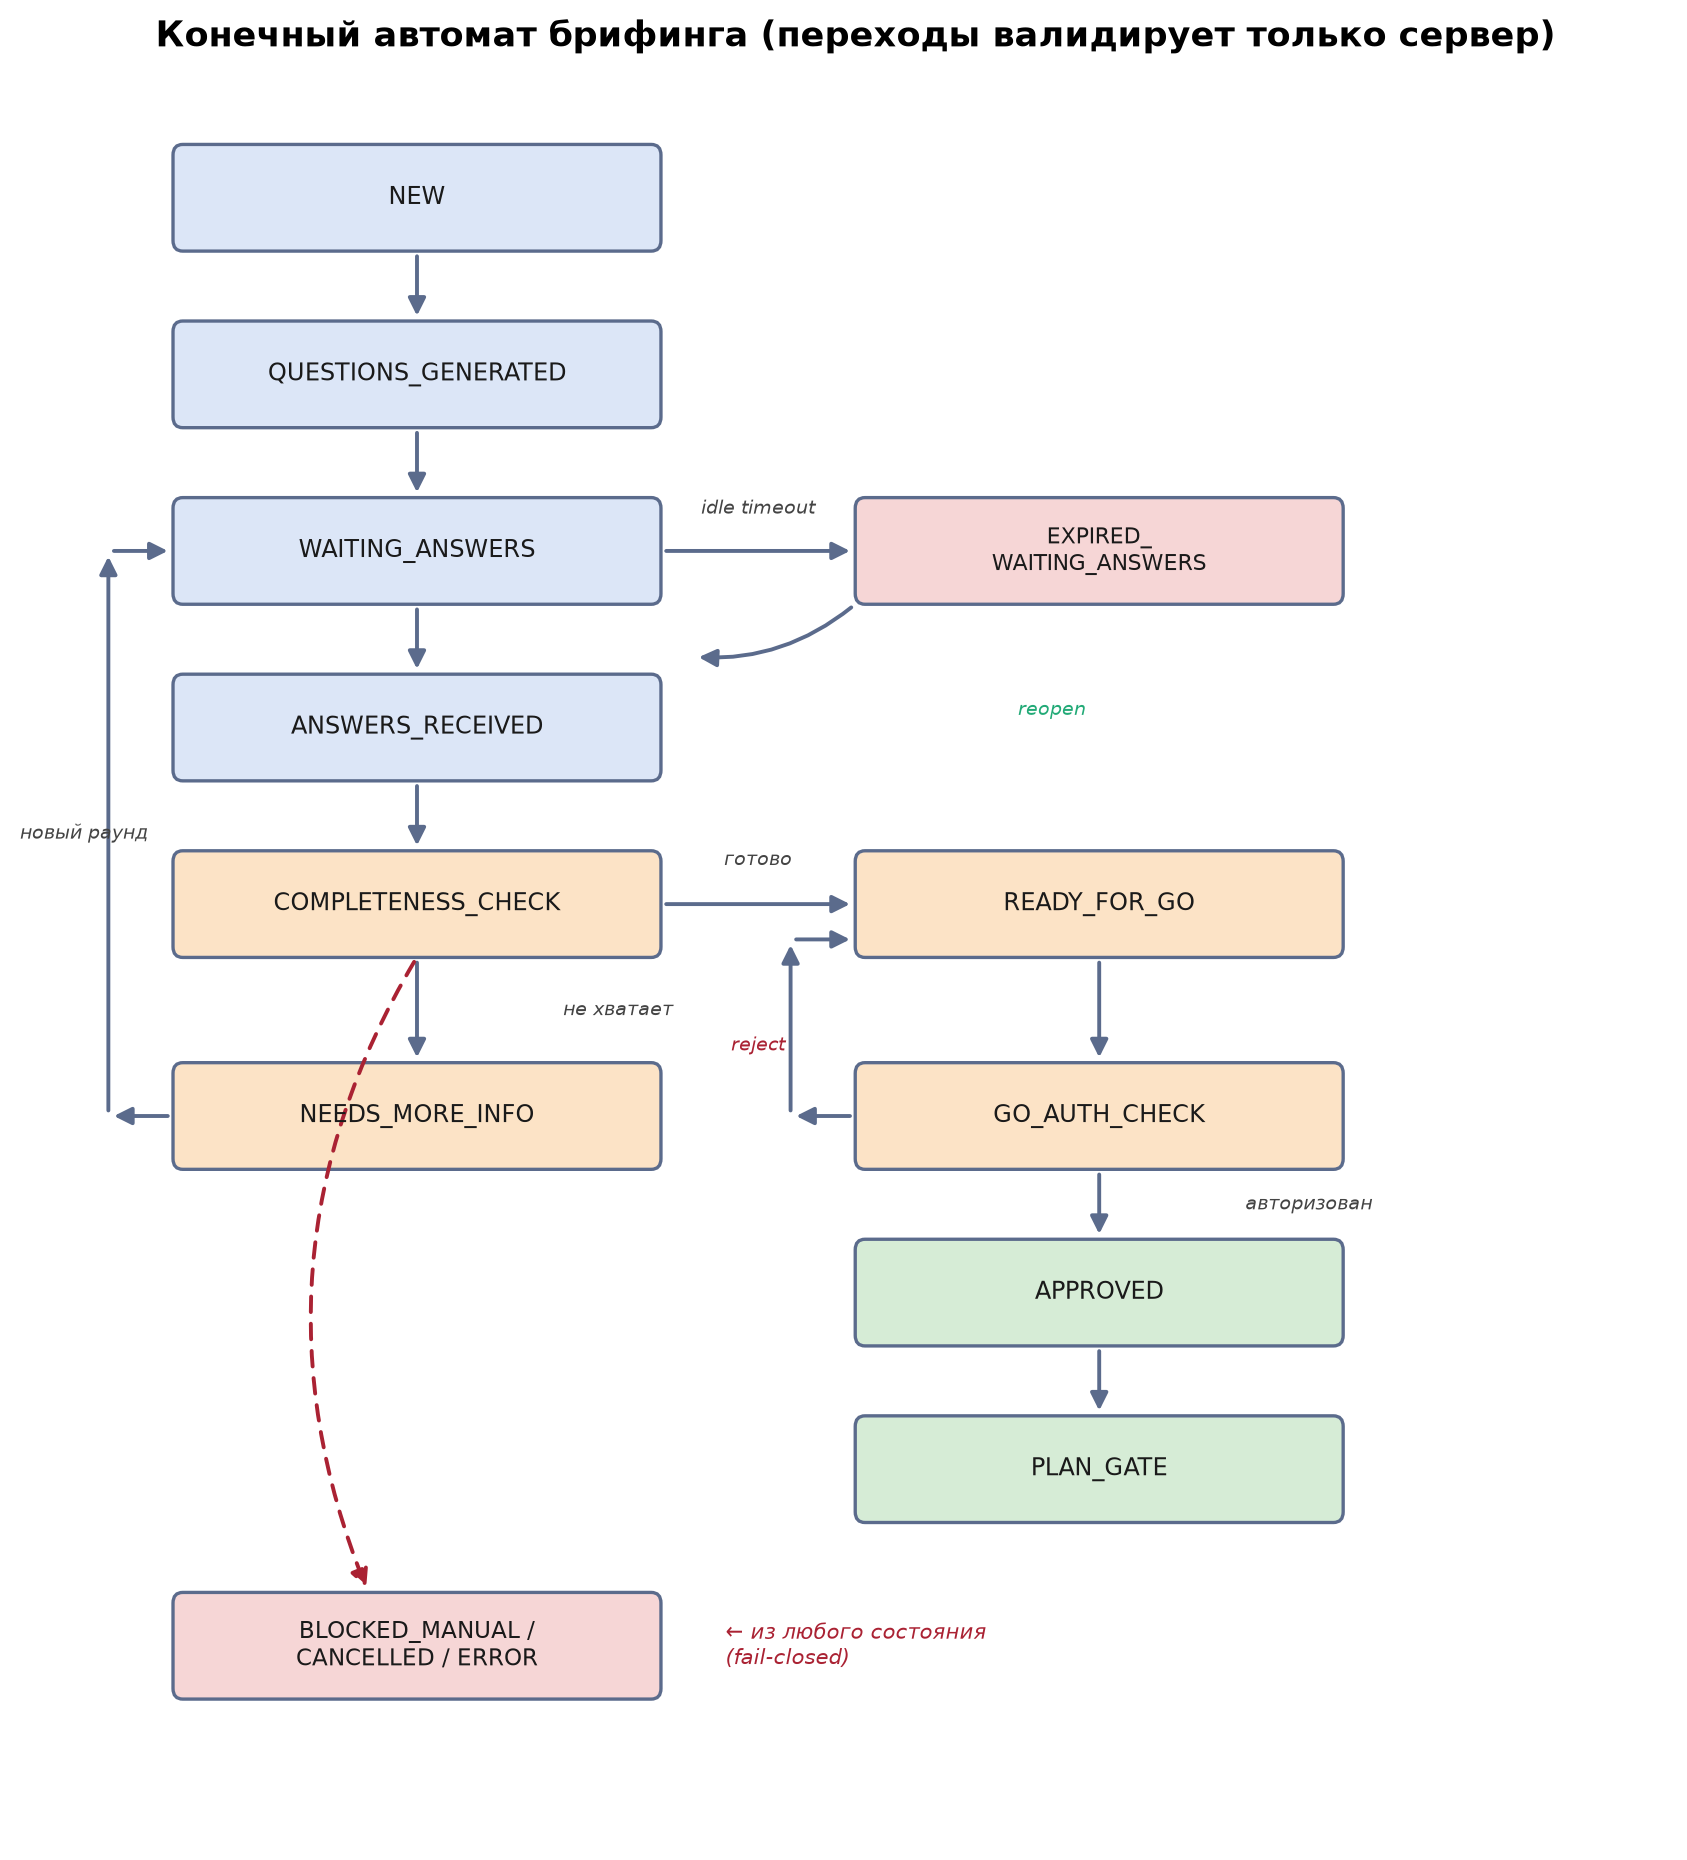 Конечный автомат брифинга (переходы валидирует только сервер)
NEW
QUESTIONS_GENERATED
idle timeout
WAITING_ANSWERS
EXPIRED_
WAITING_ANSWERS
reopen
ANSWERS_RECEIVED
новый раунд
готово
COMPLETENESS_CHECK
READY_FOR_GO
не хватает
reject
NEEDS_MORE_INFO
GO_AUTH_CHECK
авторизован
APPROVED
PLAN_GATE
BLOCKED_MANUAL /
CANCELLED / ERROR
← из любого состояния
(fail-closed)